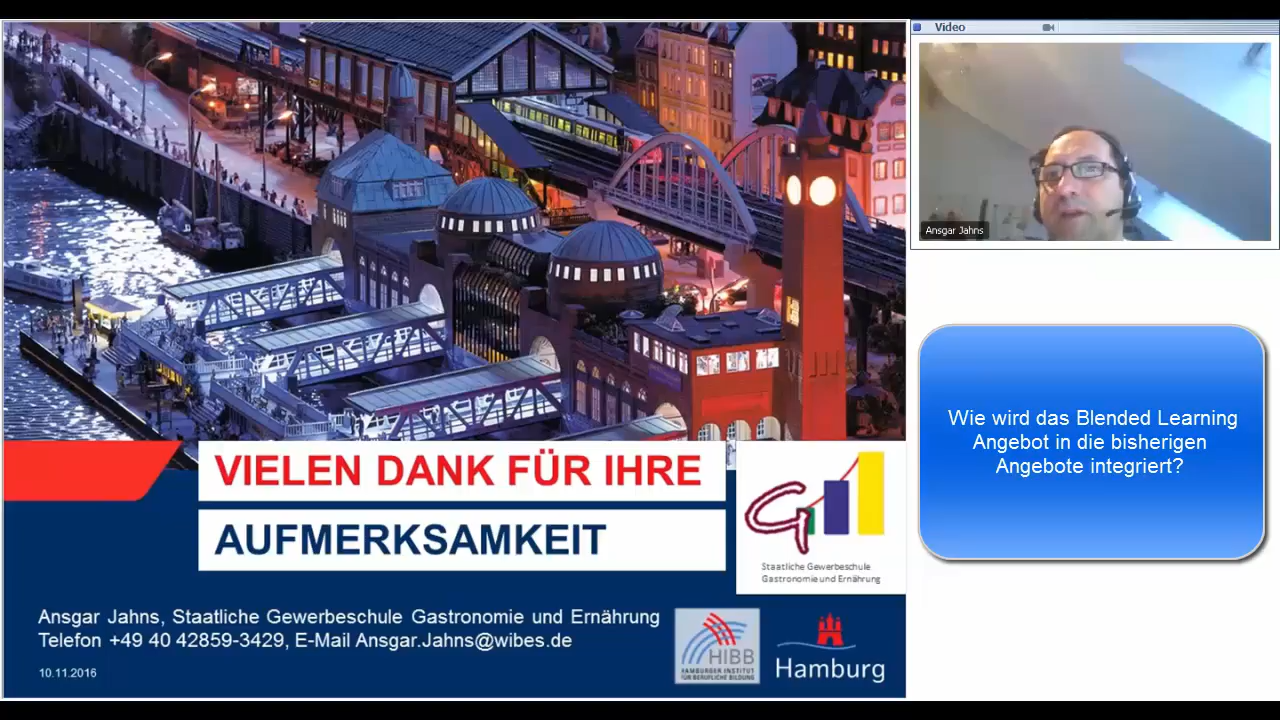 Video
Ansgar Jahns
Wie wird das Blended Learning
Angebot in die bisherigen
Angebote integriert?
VIELEN DANK FÜR IHRE
AUFMERKSAMKEIT
Staatliche Gewerbeschule
Gastronomie und Ernährung
Ansgar Jahns, Staatliche Gewerbeschule Gastronomie und Ernährung
Telefon +49 40 42859-3429, E-Mail Ansgar.Jahns@wibes.de
10.11.2016
HIBB
HAMBURGER INSTITUT
FÜR BERUFLICHE BILDUNG
Hamburg